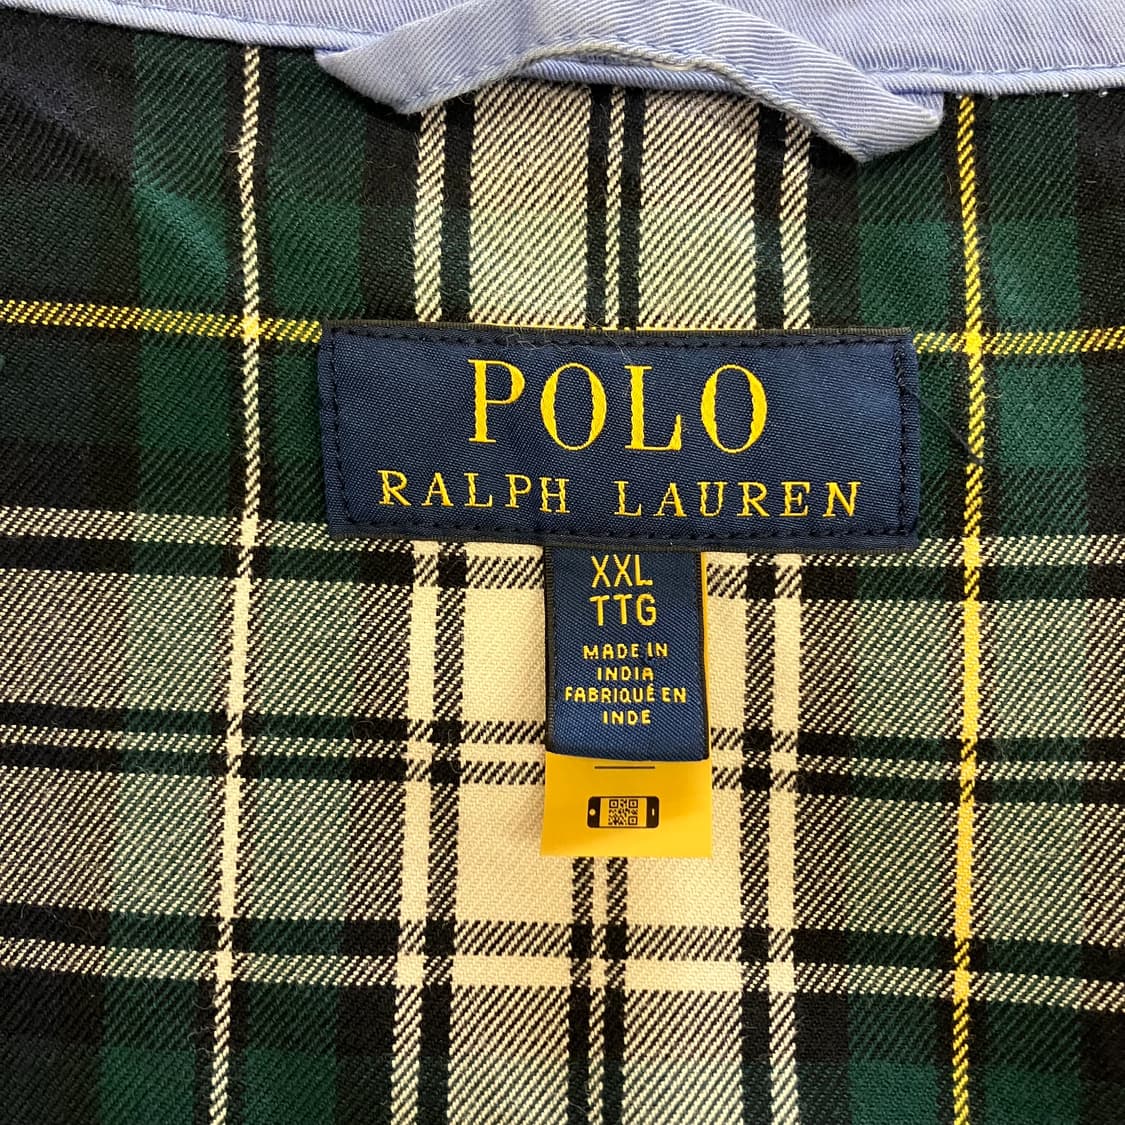 POLO
RALPH LAUREN
XXL
TTG
MADE IN
INDIA
FABRIQUÉ EN
INDE